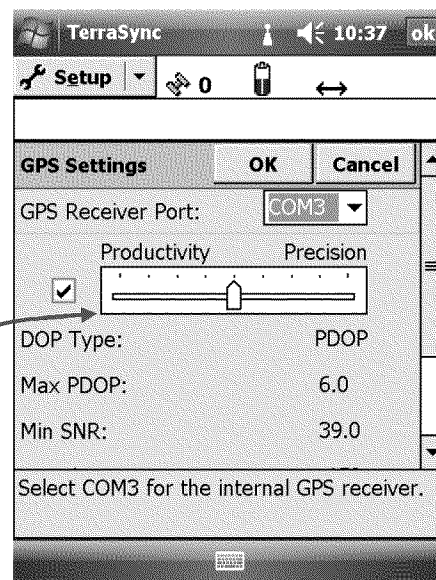 TerraSync 10:37 ok
Setup 0
GPS Settings OK Cancel
GPS Receiver Port: COM3
Productivity Precision
DOP Type: PDOP
Max PDOP: 6.0
Min SNR: 39.0
Select COM3 for the internal GPS receiver.